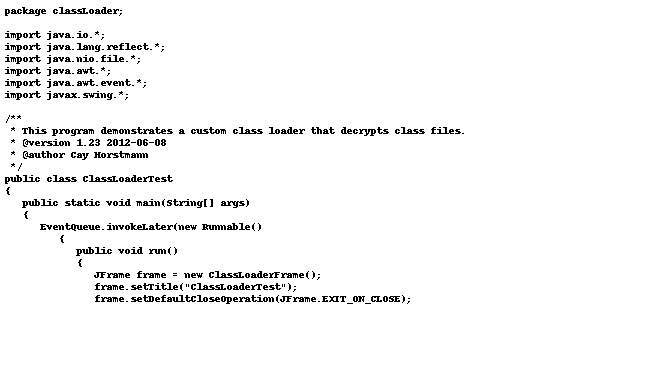 package classLoader;

import java.io.*;
import java.lang.reflect.*;
import java.nio.file.*;
import java.awt.*;
import java.awt.event.*;
import javax.swing.*;

/**
 * This program demonstrates a custom class loader that decrypts class files.
 * @version 1.23 2012-06-08
 * @author Cay Horstmann
 */
public class ClassLoaderTest
{
   public static void main(String[] args)
   {
      EventQueue.invokeLater(new Runnable()
         {
            public void run()
            {
               JFrame frame = new ClassLoaderFrame();
               frame.setTitle("ClassLoaderTest");
               frame.setDefaultCloseOperation(JFrame.EXIT_ON_CLOSE);